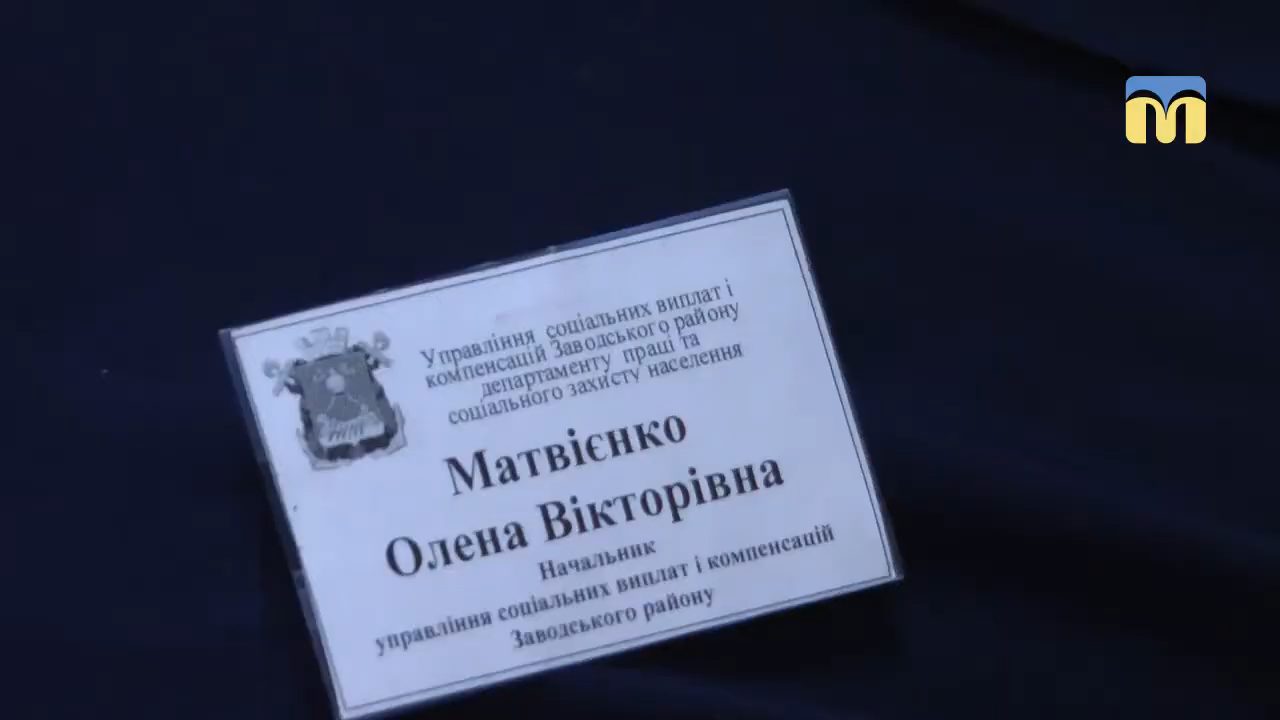 Управління соціальних виплат і
компенсацій Заводського району
департаменту праці та
соціального захисту населення
Матвієнко
Олена Вікторівна
Начальник
управління соціальних виплат і компенсацій
Заводського району